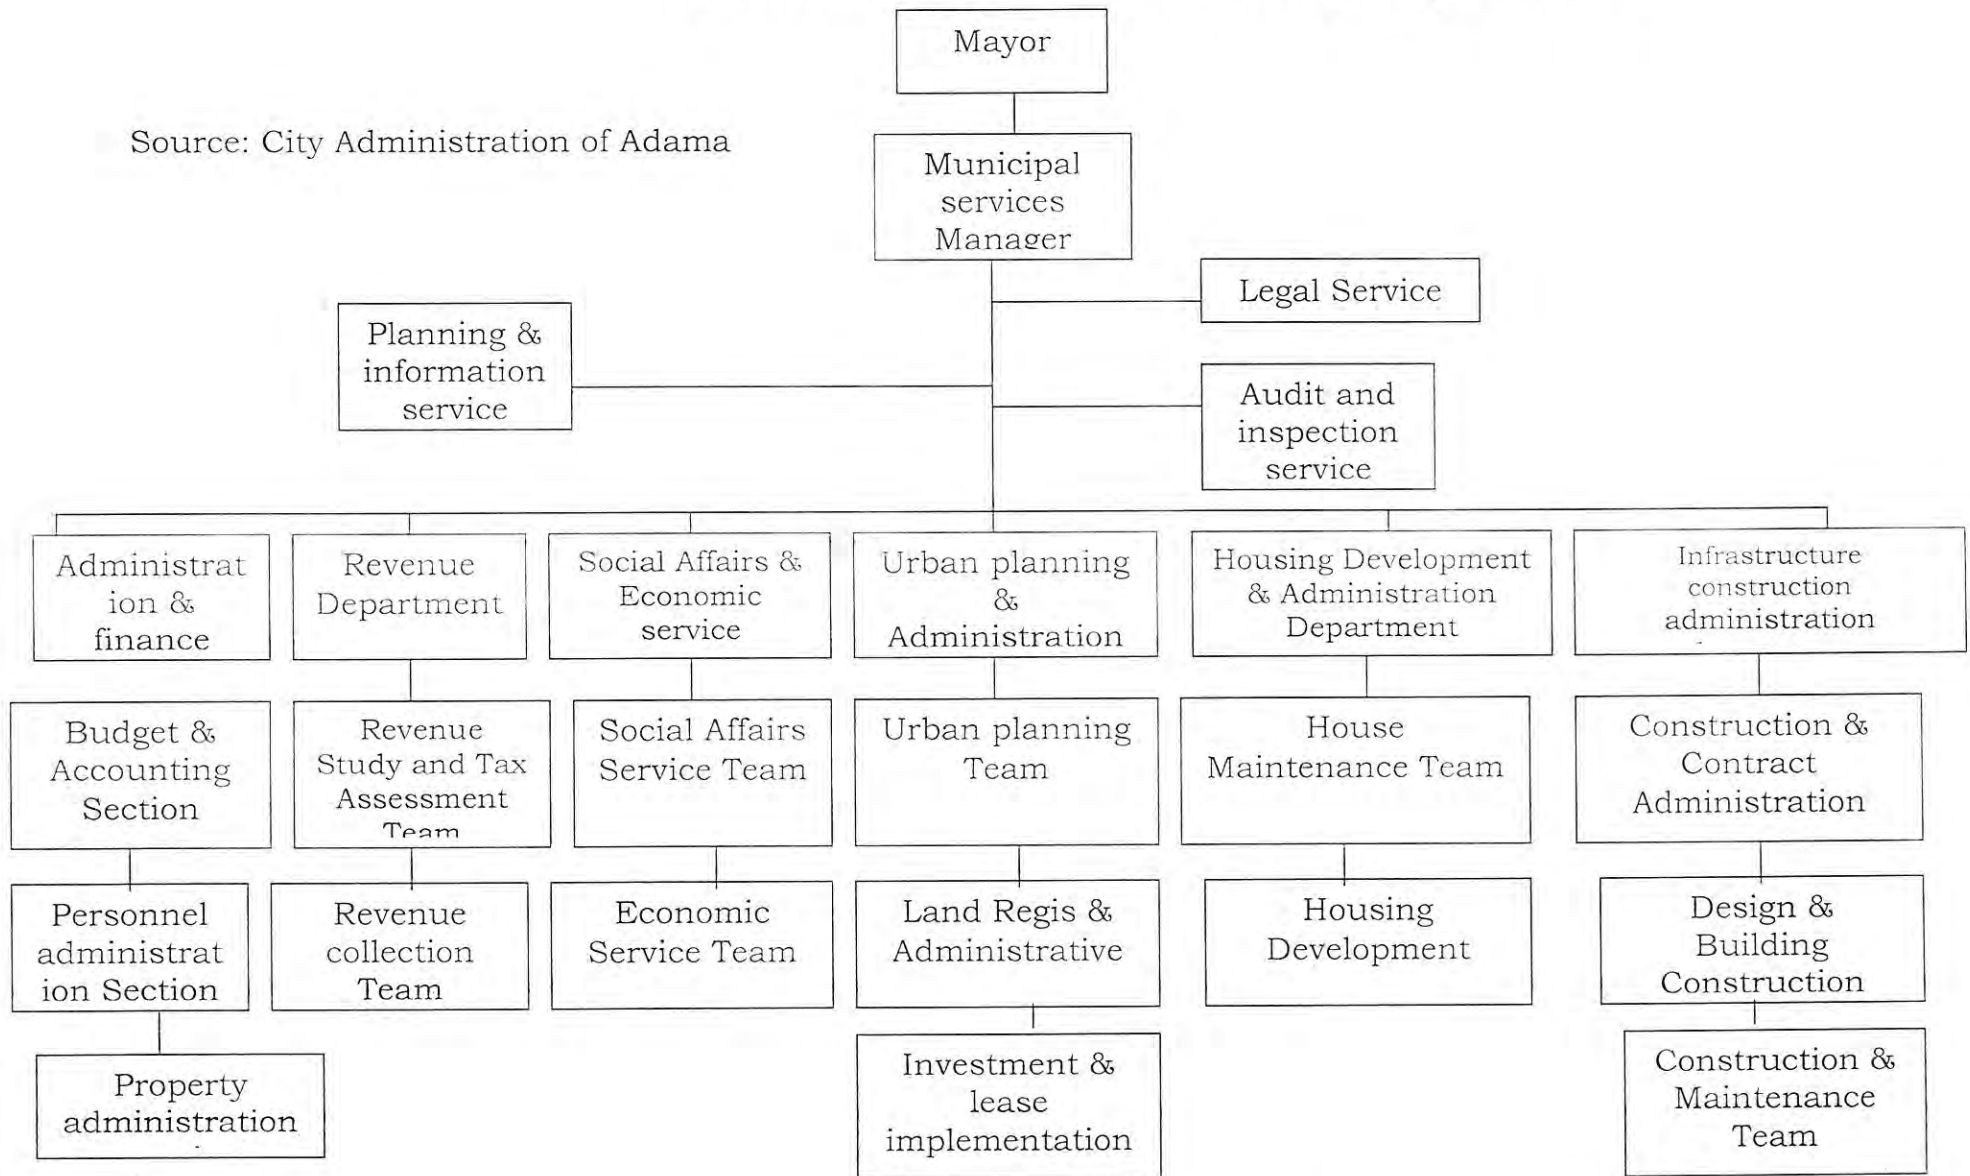 Mayor
Source: City Administration of Adama
Municipal
services
Manager
Legal Service
Planning &
information
service
Audit and
inspection
service
Administrat
ion &
finance
Revenue
Department
Social Affairs &
Economic
service
Urban planning
&
Administration
Housing Development
& Administration
Department
Infrastructure
construction
administration
Budget &
Accounting
Section
Revenue
Study and Tax
Assessment
Team
Social Affairs
Service Team
Urban planning
Team
House
Maintenance Team
Construction &
Contract
Administration
Personnel
administrat
ion Section
Revenue
collection
Team
Economic
Service Team
Land Regis &
Administrative
Housing
Development
Design &
Building
Construction
Property
administration
Investment &
lease
implementation
Construction &
Maintenance
Team